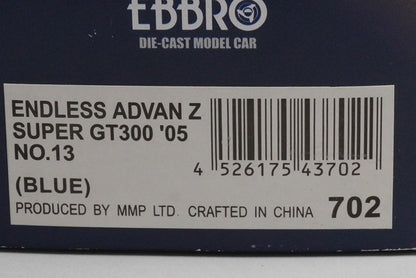 EBBRO
DIE-CAST MODEL CAR
ENDLESS ADVAN Z
SUPER GT300 '05
NO.13
(BLUE)
4 526175 43702
PRODUCED BY MMP LTD. CRAFTED IN CHINA 702